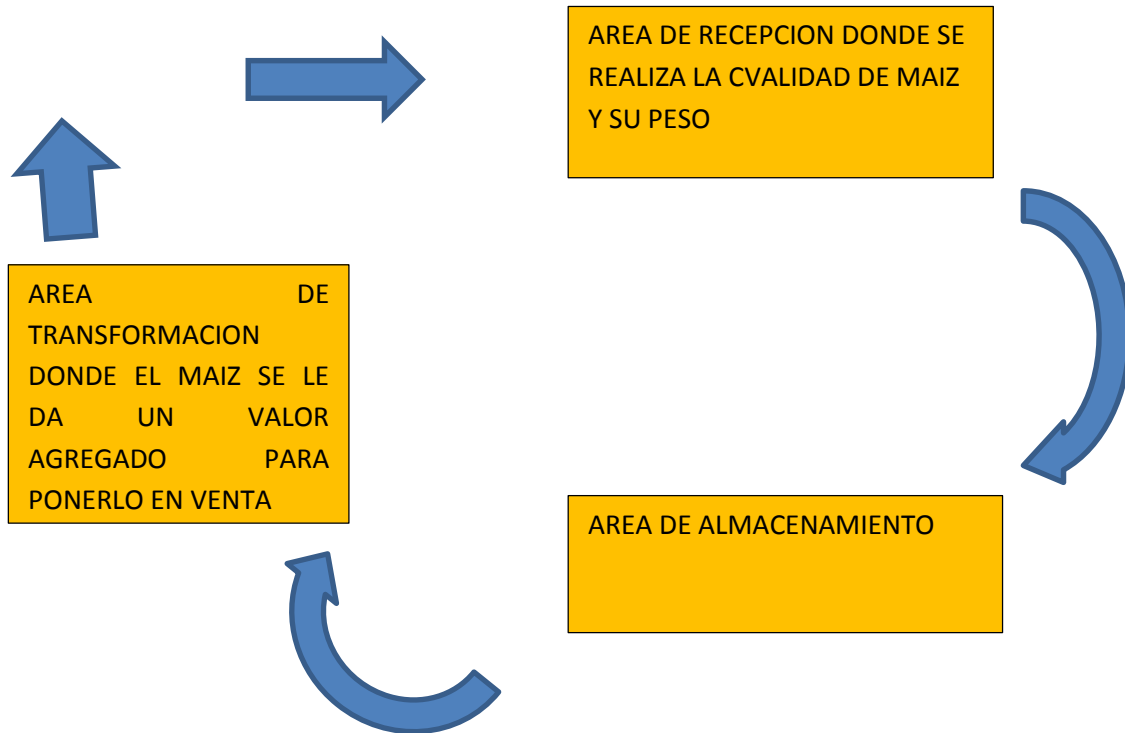 AREA DE RECEPCION DONDE SE
REALIZA LA CVALIDAD DE MAIZ
Y SU PESO
AREA DE
TRANSFORMACION
DONDE EL MAIZ SE LE
DA UN VALOR
AGREGADO PARA
PONERLO EN VENTA
AREA DE ALMACENAMIENTO